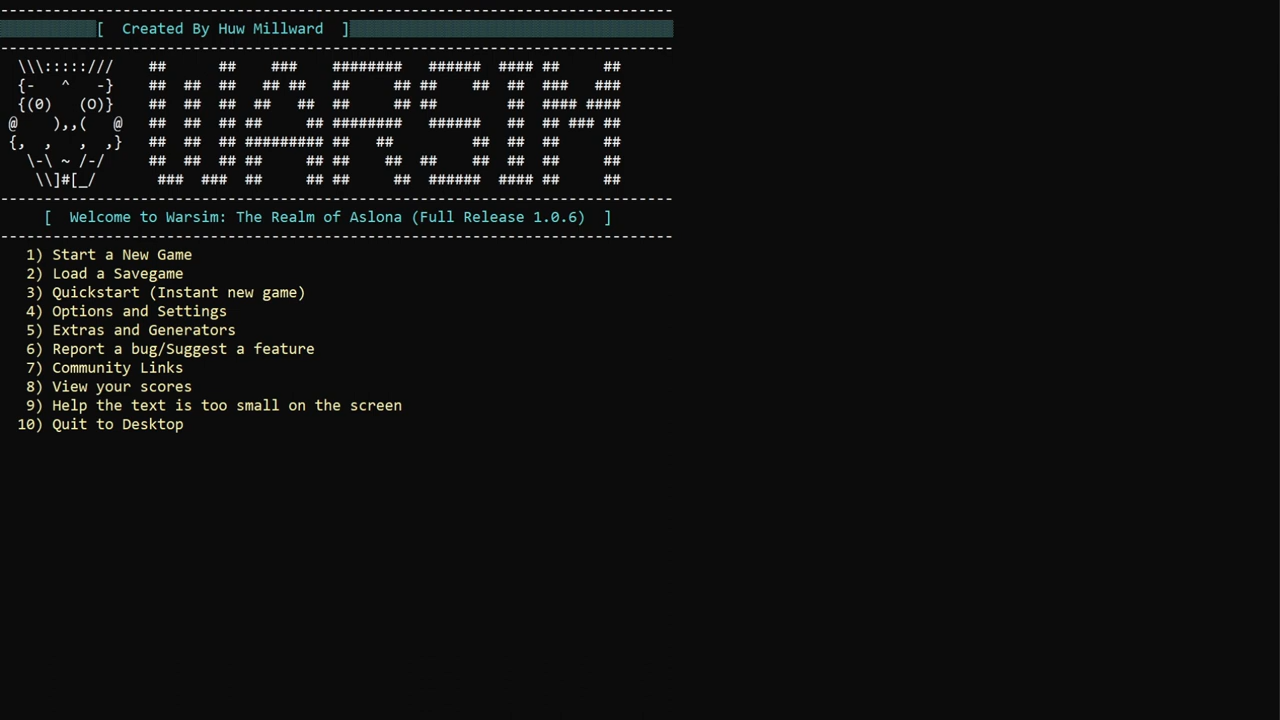 [  Created By Huw Millward  ]
WARSIM
[  Welcome to Warsim: The Realm of Aslona (Full Release 1.0.6)  ]
1) Start a New Game
2) Load a Savegame
3) Quickstart (Instant new game)
4) Options and Settings
5) Extras and Generators
6) Report a bug/Suggest a feature
7) Community Links
8) View your scores
9) Help the text is too small on the screen
10) Quit to Desktop